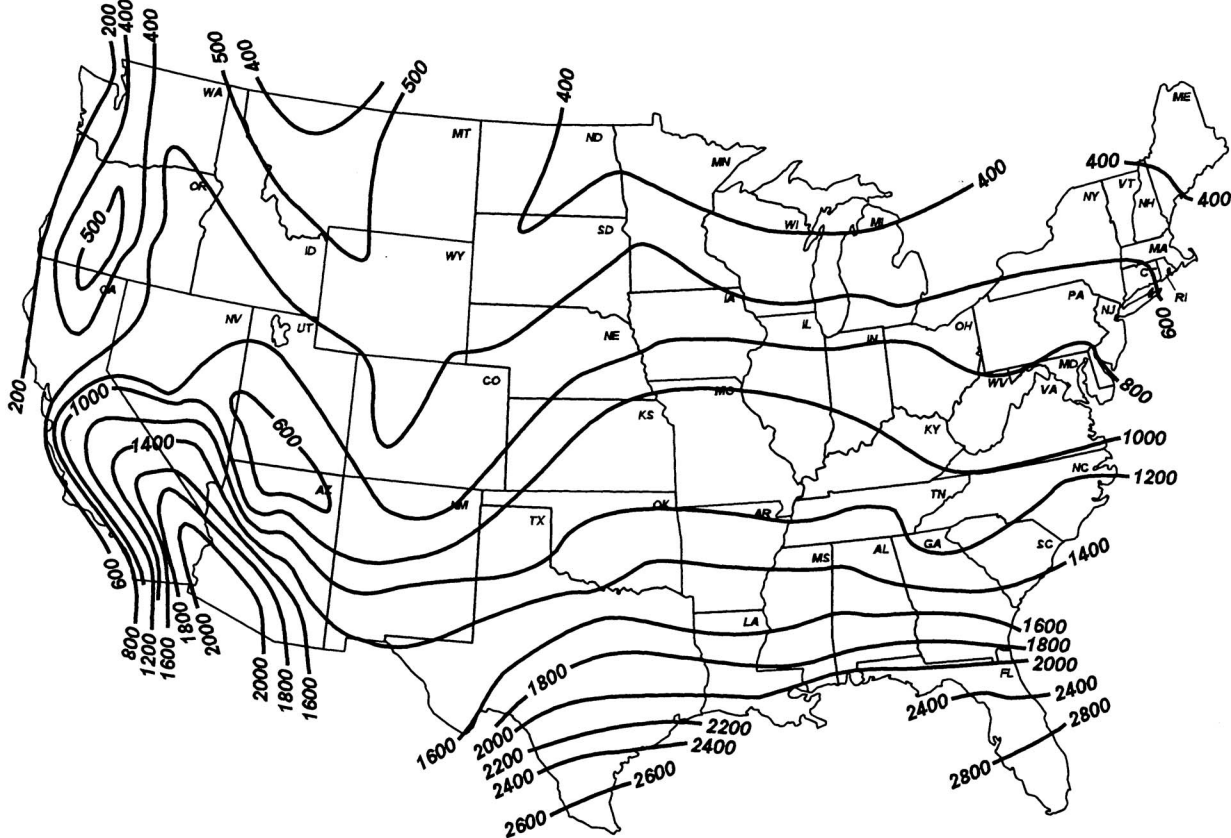 200
400
400
500
400
500
400
WA
MT
ND
MN
ME
OR
ID
WY
SD
WI
MI
400
400
400
NY
VT
NH
MA
RI
500
CA
NV
UT
NE
IA
IL
IN
OH
PA
NJ
600
CO
KS
MO
KY
WV
MD
VA
800
200
1000
1400
600
AZ
NM
TX
OK
AR
TN
NC
1000
1200
MS
AL
GA
SC
1400
LA
FL
600
800
1200
1600
1800
2000
2000
1800
1600
1600
1800
2000
2200
2400
2600
2200
2400
2600
1600
1800
2000
2400
2400
2800
2800